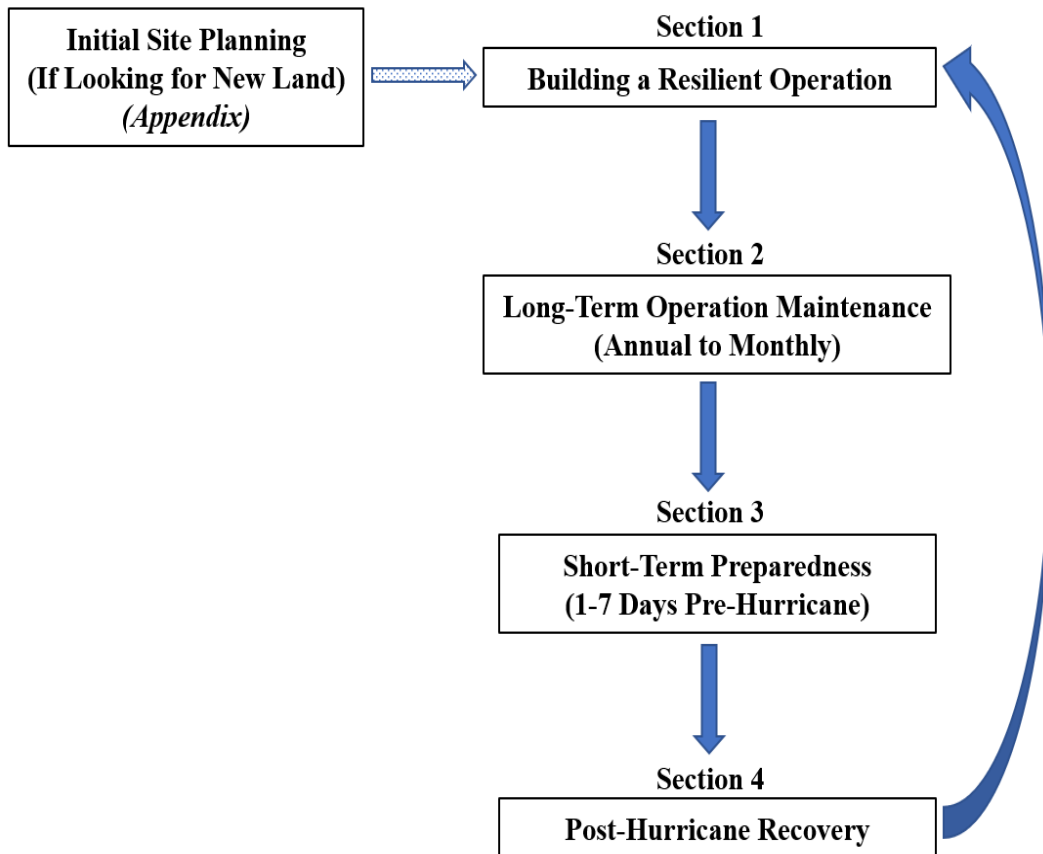 Initial Site Planning
(If Looking for New Land)
(Appendix)
Section 1
Building a Resilient Operation
Section 2
Long-Term Operation Maintenance
(Annual to Monthly)
Section 3
Short-Term Preparedness
(1-7 Days Pre-Hurricane)
Section 4
Post-Hurricane Recovery